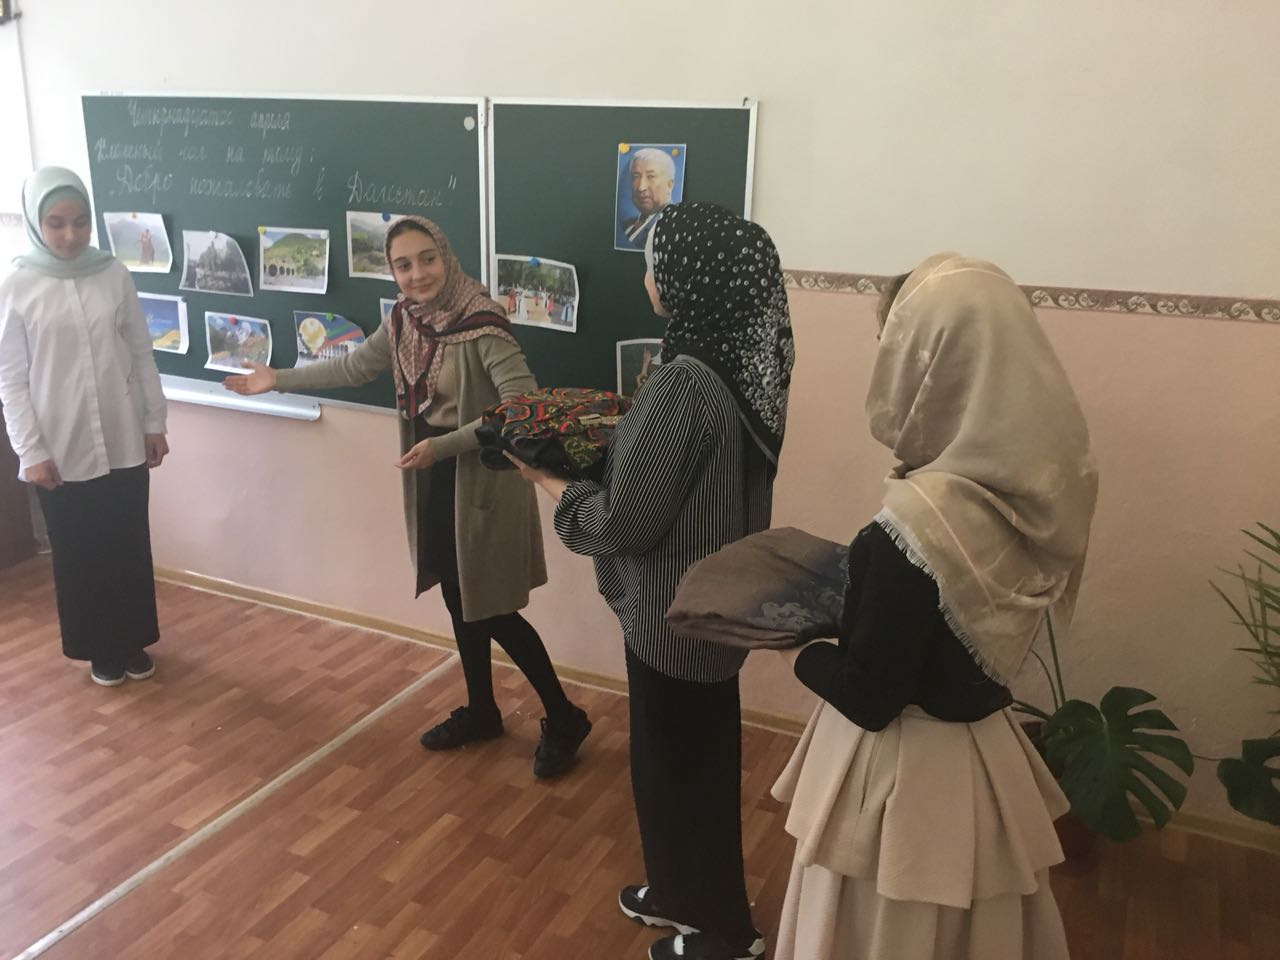 Четырнадцатое апреля.
Классный час на тему:
„Добро пожаловать в Дагестан"